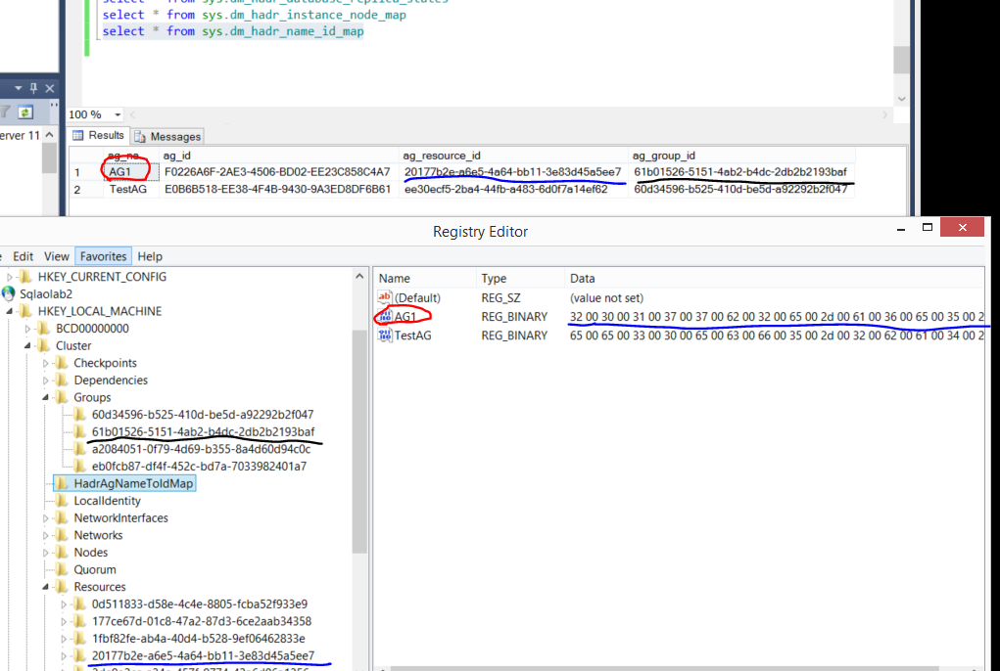 select * from sys.dm_hadr_database_replica_states
select * from sys.dm_hadr_instance_node_map
select * from sys.dm_hadr_name_id_map
100 %
erver 11
Results Messages
ag_na ag_id ag_resource_id ag_group_id
1 AG1 F0226A6F-2AE3-4506-BD02-EE23C858C4A7 20177b2e-a6e5-4a64-bb11-3e83d45a5ee7 61b01526-5151-4ab2-b4dc-2db2b2193baf
2 TestAG E0B6B518-EE38-4F4B-9430-9A3ED8DF6B61 ee30ecf5-2ba4-44fb-a483-6d0f7a14ef62 60d34596-b525-410d-be5d-a92292b2f047
Registry Editor
Edit View Favorites Help
HKEY_CURRENT_CONFIG
Sqlaolab2
HKEY_LOCAL_MACHINE
BCD00000000
Cluster
Checkpoints
Dependencies
Groups
60d34596-b525-410d-be5d-a92292b2f047
61b01526-5151-4ab2-b4dc-2db2b2193baf
a2084051-0f79-4d69-b355-8a4d60d94c0c
eb0fcb87-df4f-452c-bd7a-7033982401a7
HadrAgNameToIdMap
LocalIdentity
NetworkInterfaces
Networks
Nodes
Quorum
Resources
0d511833-d58e-4c4e-8805-fcba52f933e9
177ce67d-01c8-47a2-87d3-6ce2aab34358
1fbf82fe-ab4a-40d4-b528-9ef06462833e
20177b2e-a6e5-4a64-bb11-3e83d45a5ee7
Name Type Data
(Default) REG_SZ (value not set)
AG1 REG_BINARY 32 00 30 00 31 00 37 00 37 00 62 00 32 00 65 00 2d 00 61 00 36 00 65 00 35 00 2
TestAG REG_BINARY 65 00 65 00 33 00 30 00 65 00 63 00 66 00 35 00 2d 00 32 00 62 00 61 00 34 00 2